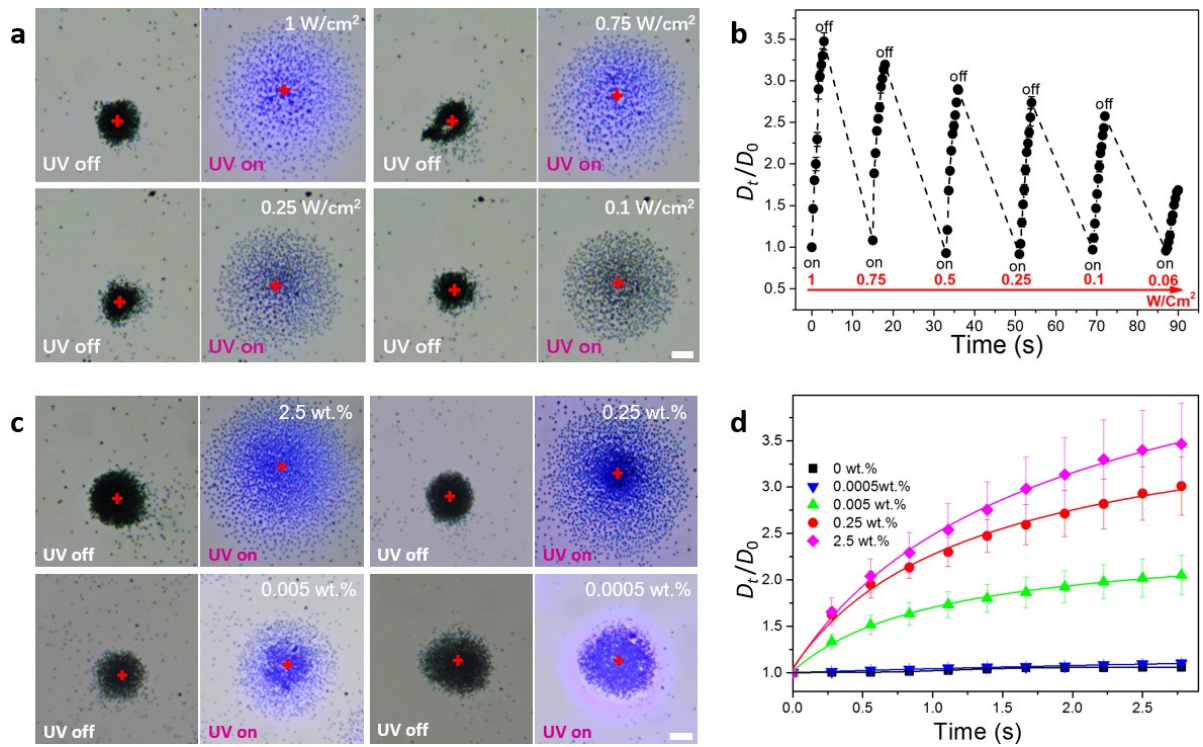 a
1 W/cm²
0.75 W/cm²
UV off
UV on
UV off
UV on
0.25 W/cm²
0.1 W/cm²
UV off
UV on
UV off
UV on
b
off
off
off
off
off
on
on
on
on
on
on
1 0.75 0.5 0.25 0.1 0.06
W/Cm²
3.5
3.0
2.5
2.0
1.5
1.0
0.5
Dt/D0
0 10 20 30 40 50 60 70 80 90
Time (s)
c
2.5 wt.%
0.25 wt.%
UV off
UV on
UV off
UV on
0.005 wt.%
0.0005 wt.%
UV off
UV on
UV off
UV on
d
0 wt.%
0.0005wt.%
0.005 wt.%
0.25 wt.%
2.5 wt.%
3.5
3.0
2.5
2.0
1.5
1.0
Dt/D0
0.0 0.5 1.0 1.5 2.0 2.5
Time (s)